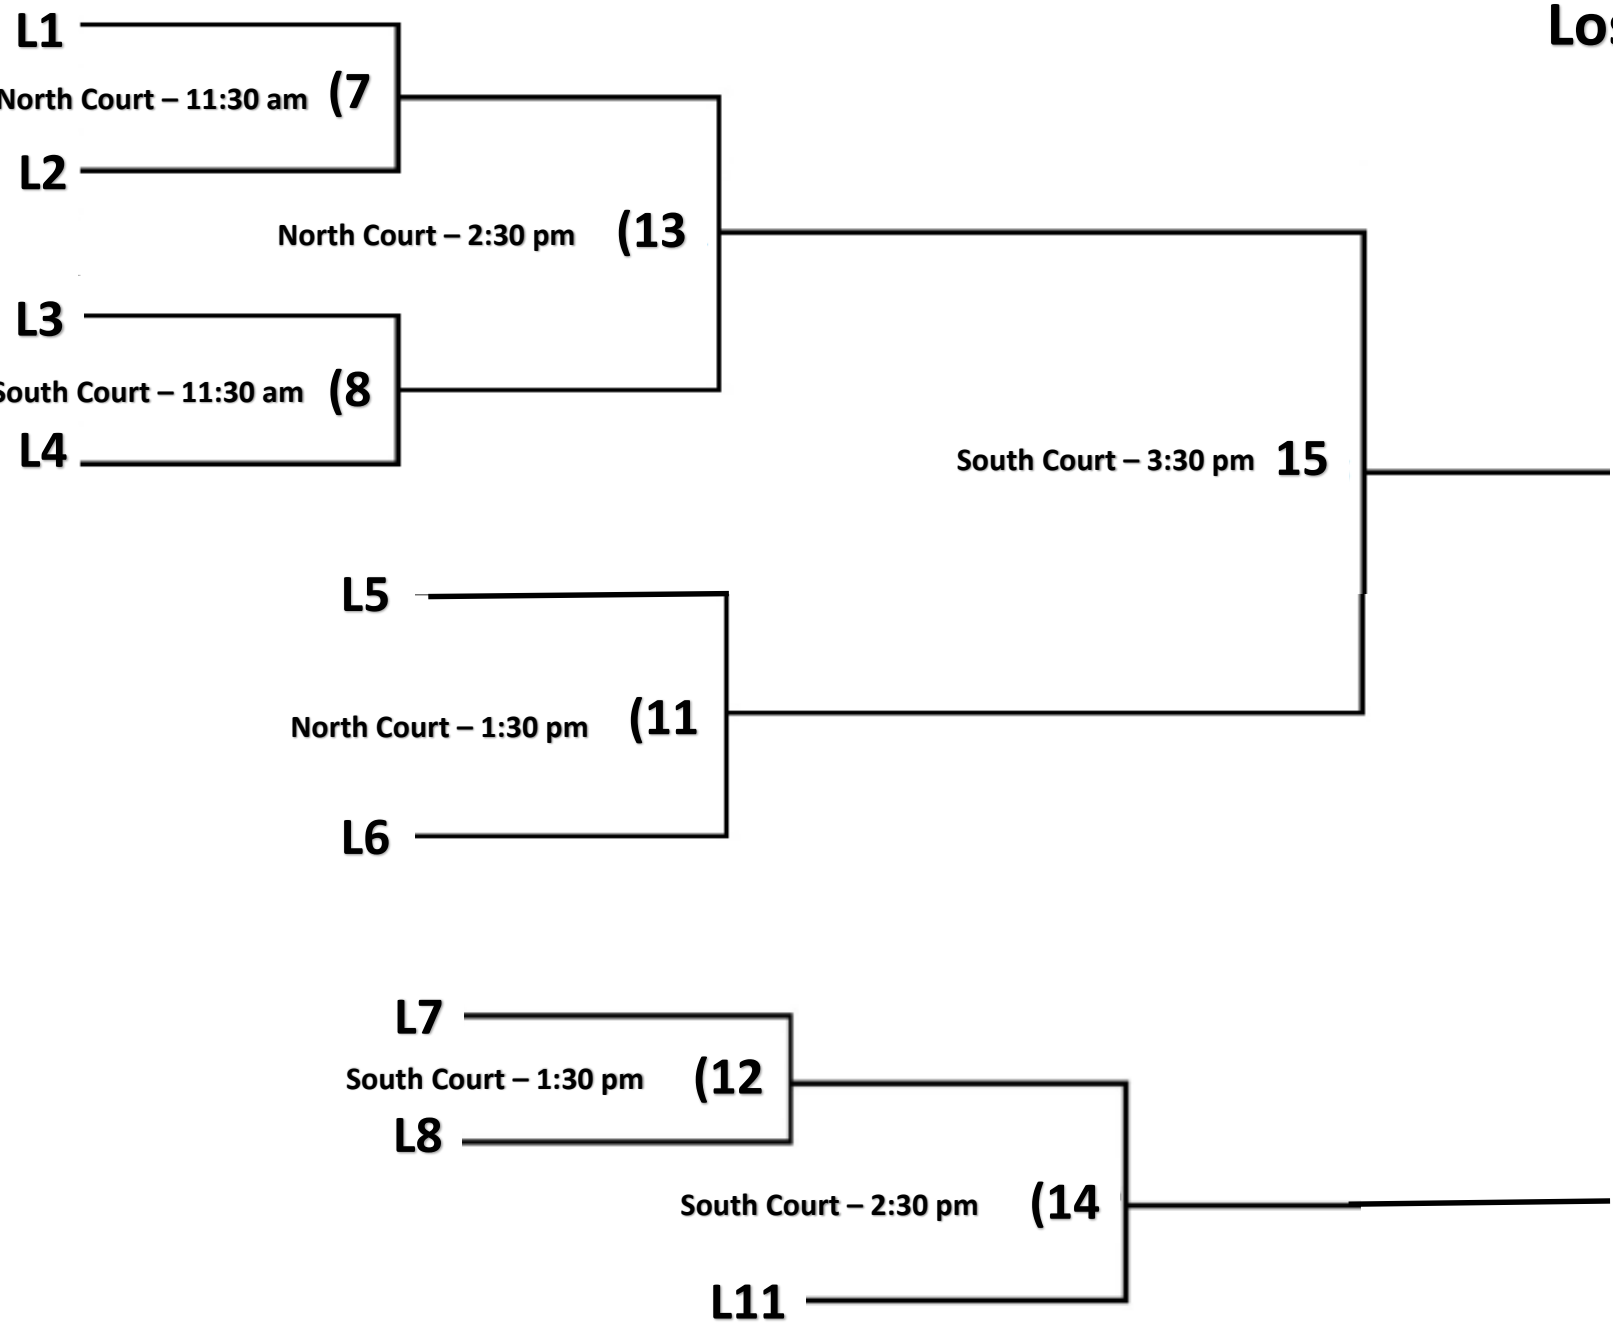 L1
Los
North Court – 11:30 am (7
L2
North Court – 2:30 pm (13
L3
South Court – 11:30 am (8
L4
South Court – 3:30 pm 15
L5
North Court – 1:30 pm (11
L6
L7
South Court – 1:30 pm (12
L8
South Court – 2:30 pm (14
L11